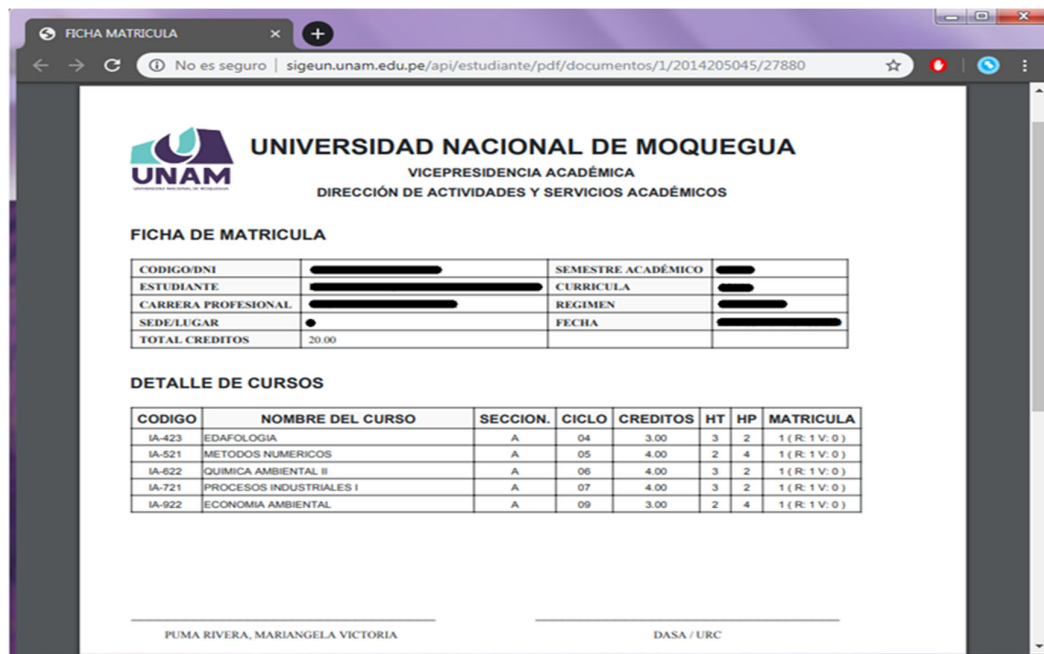 FICHA MATRICULA
No es seguro | sigeun.unam.edu.pe/api/estudiante/pdf/documentos/1/2014205045/27880
UNAM
UNIVERSIDAD NACIONAL DE MOQUEGUA
UNIVERSIDAD NACIONAL DE MOQUEGUA
VICEPRESIDENCIA ACADÉMICA
DIRECCIÓN DE ACTIVIDADES Y SERVICIOS ACADÉMICOS
FICHA DE MATRICULA
CODIGO/DNI SEMESTRE ACADÉMICO
ESTUDIANTE CURRICULA
CARRERA PROFESIONAL REGIMEN
SEDE/LUGAR FECHA
TOTAL CREDITOS 20.00
DETALLE DE CURSOS
CODIGO NOMBRE DEL CURSO SECCION. CICLO CREDITOS HT HP MATRICULA
IA-423 EDAFOLOGIA A 04 3.00 3 2 1 ( R: 1 V: 0 )
IA-521 METODOS NUMERICOS A 05 4.00 2 4 1 ( R: 1 V: 0 )
IA-622 QUIMICA AMBIENTAL II A 06 4.00 3 2 1 ( R: 1 V: 0 )
IA-721 PROCESOS INDUSTRIALES I A 07 4.00 3 2 1 ( R: 1 V: 0 )
IA-922 ECONOMIA AMBIENTAL A 09 3.00 2 4 1 ( R: 1 V: 0 )
PUMA RIVERA, MARIANGELA VICTORIA DASA / URC